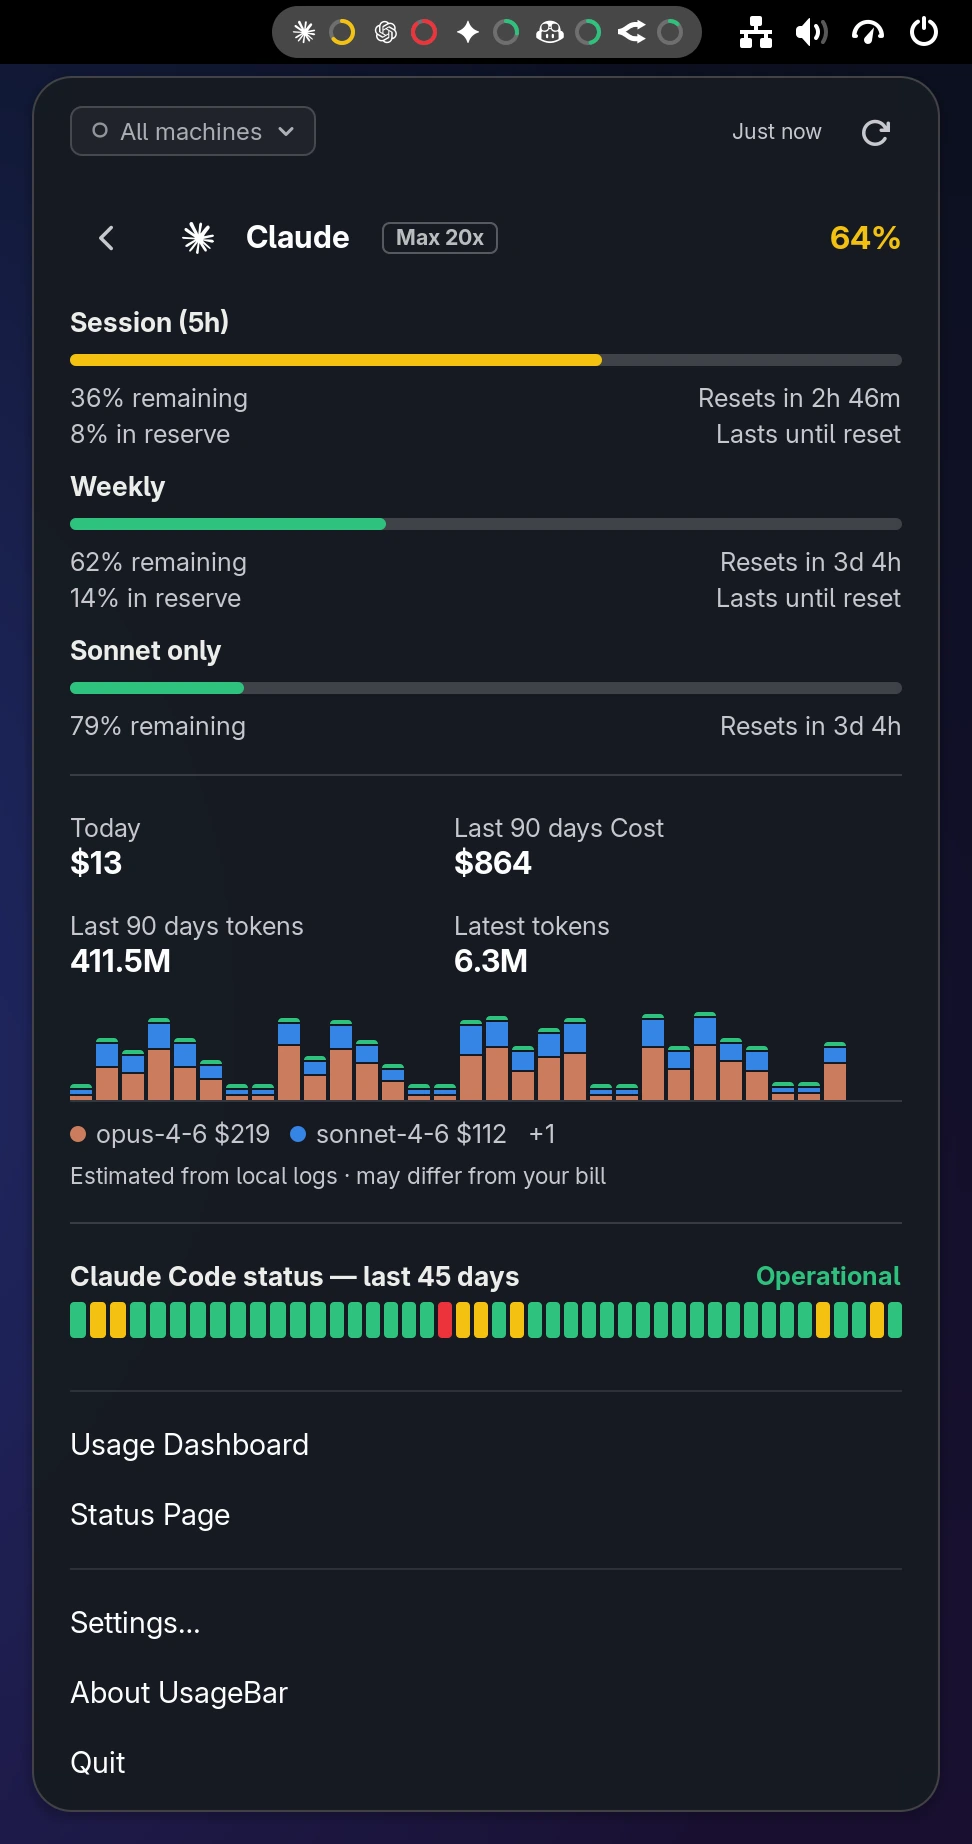 All machines
Just now
Claude
Max 20x
64%
Session (5h)
36% remaining
Resets in 2h 46m
8% in reserve
Lasts until reset
Weekly
62% remaining
Resets in 3d 4h
14% in reserve
Lasts until reset
Sonnet only
79% remaining
Resets in 3d 4h
Today
Last 90 days Cost
$13
$864
Last 90 days tokens
Latest tokens
411.5M
6.3M
opus-4-6 $219 sonnet-4-6 $112 +1
Estimated from local logs · may differ from your bill
Claude Code status — last 45 days
Operational
Usage Dashboard
Status Page
Settings...
About UsageBar
Quit